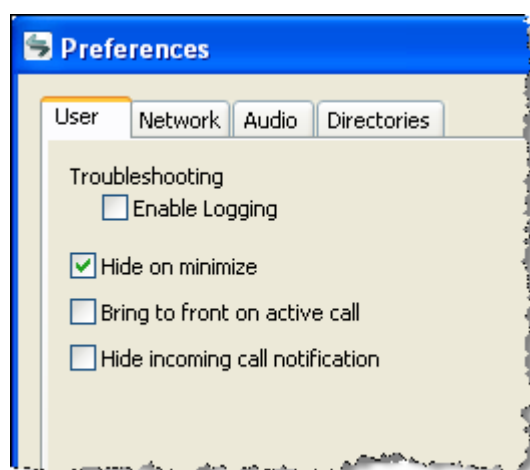 Preferences
User Network Audio Directories
Troubleshooting
Enable Logging
Hide on minimize
Bring to front on active call
Hide incoming call notification